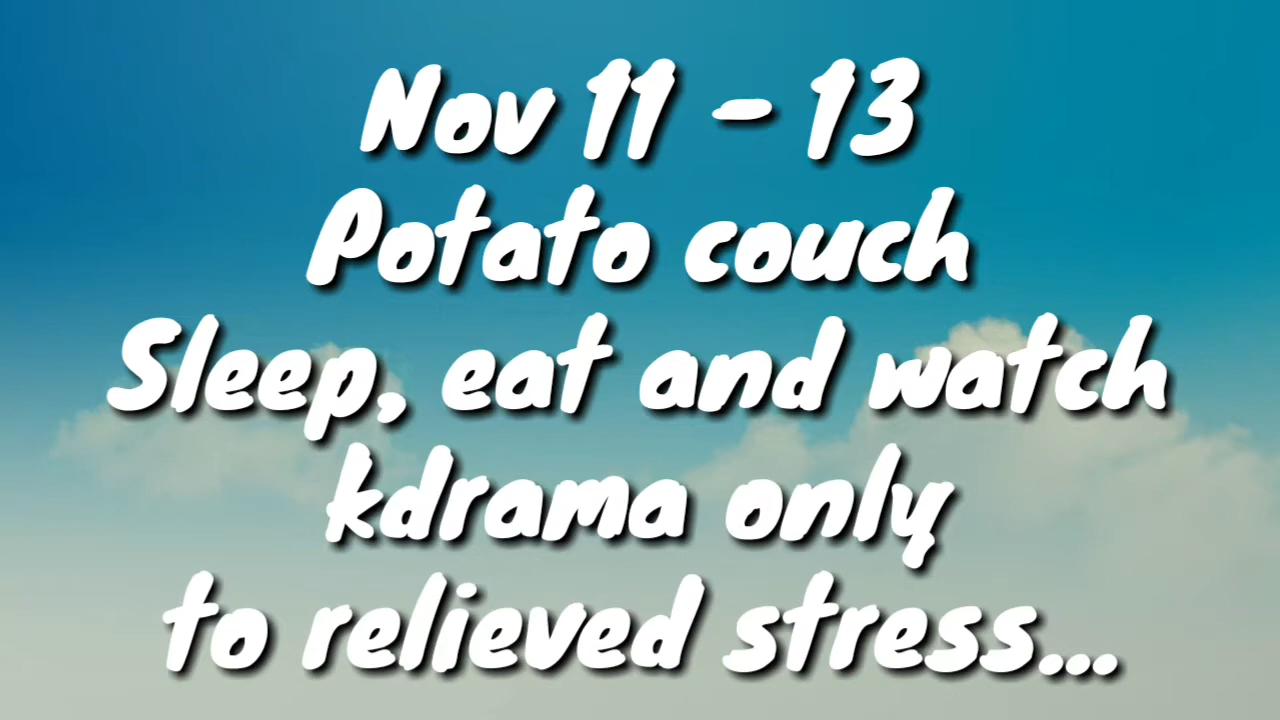 Nov 11 - 13
Potato couch
Sleep, eat and watch
kdrama only
to relieved stress...